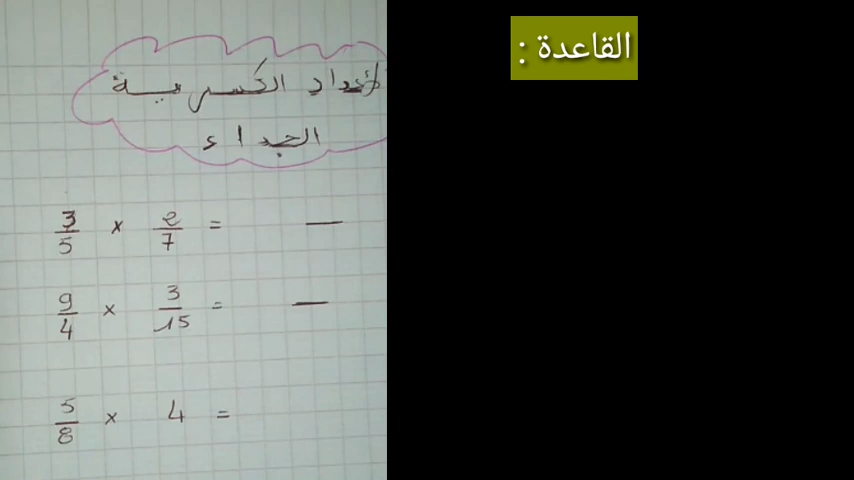 القاعدة :
الأعداد الكسرية
الجداء
3/5 × 2/7 = —
9/4 × 3/15 = —
5/8 × 4 =